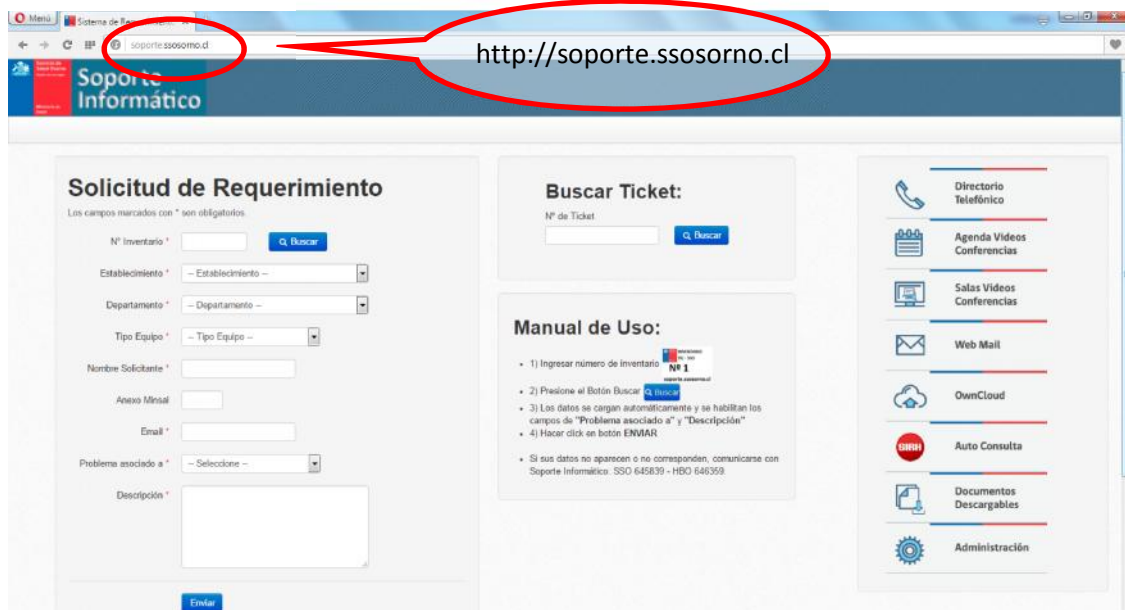 Menú
Sistema de Requerimient...
soporte.ssosorno.cl
http://soporte.ssosorno.cl
Soporte
Informático
Solicitud de Requerimiento
Los campos marcados con * son obligatorios.
N° Inventario *
Buscar
Establecimiento *
-- Establecimiento --
Departamento *
-- Departamento --
Tipo Equipo *
-- Tipo Equipo --
Nombre Solicitante *
Anexo Minsal
Email *
Problema asociado a *
-- Seleccione --
Descripción *
Enviar
Buscar Ticket:
Nº de Ticket
Buscar
Manual de Uso:
1) Ingresar número de inventario
Nº 1
soporte.ssosorno.cl
2) Presione el Botón Buscar Buscar
3) Los datos se cargan automáticamente y se habilitan los
campos de "Problema asociado a" y "Descripción"
4) Hacer click en botón ENVIAR
Si sus datos no aparecen o no corresponden, comunicarse con
Soporte Informático: SSO 645839 - HBO 646359
Directorio
Telefónico
Agenda Videos
Conferencias
Salas Videos
Conferencias
Web Mail
OwnCloud
SIRH
Auto Consulta
Documentos
Descargables
Administración